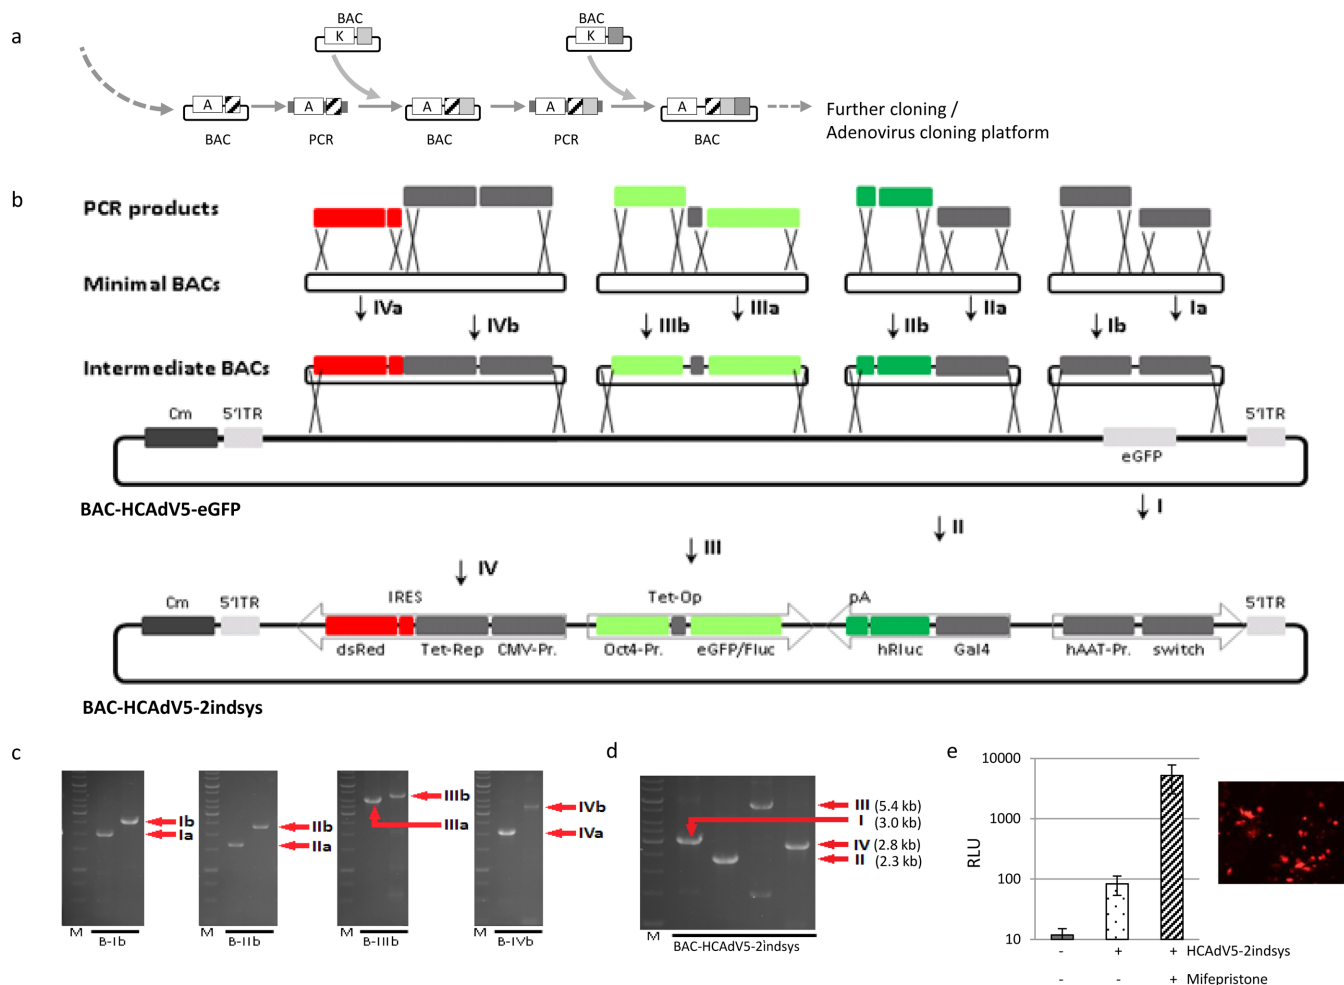 a
BAC
K
BAC
K
A
A
A
A
A
BAC
PCR
BAC
PCR
BAC
Further cloning /
Adenovirus cloning platform
b
PCR products
Minimal BACs
IVa
IIIa
IIa
Ia
IVb
IIIb
IIb
Ib
Intermediate BACs
Cm
5'ITR
5'ITR
eGFP
BAC-HCAdV5-eGFP
I
II
III
IV
Cm
5'ITR
IRES
Tet-Op
pA
5'ITR
dsRed
Tet-Rep
CMV-Pr.
Oct4-Pr.
eGFP/Fluc
hRluc
Gal4
hAAT-Pr.
switch
BAC-HCAdV5-2indsys
c
Ib
Ia
M
B-Ib
IIb
IIa
M
B-IIb
IIIb
IIIa
M
B-IIIb
IVb
IVa
M
B-IVb
d
III (5.4 kb)
I (3.0 kb)
IV (2.8 kb)
II (2.3 kb)
M
BAC-HCAdV5-2indsys
e
RLU
10000
1000
100
10
- + + HCAdV5-2indsys
- - + Mifepristone